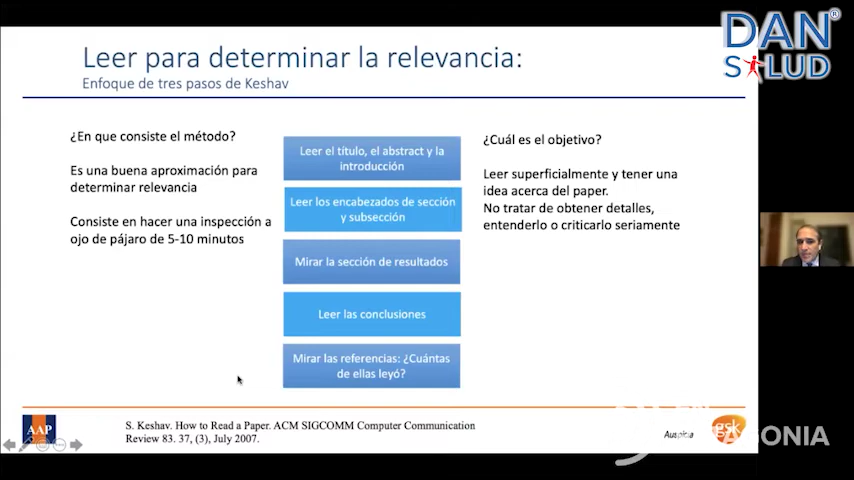 DAN®
SALUD
Leer para determinar la relevancia:
Enfoque de tres pasos de Keshav
¿En que consiste el método?
Es una buena aproximación para
determinar relevancia
Consiste en hacer una inspección a
ojo de pájaro de 5-10 minutos
Leer el título, el abstract y la
introducción
Leer los encabezados de sección
y subsección
Mirar la sección de resultados
Leer las conclusiones
Mirar las referencias: ¿Cuántas
de ellas leyó?
¿Cuál es el objetivo?
Leer superficialmente y tener una
idea acerca del paper.
No tratar de obtener detalles,
entenderlo o criticarlo seriamente
AAP
S. Keshav. How to Read a Paper. ACM SIGCOMM Computer Communication
Review 83. 37, (3), July 2007.
gsk